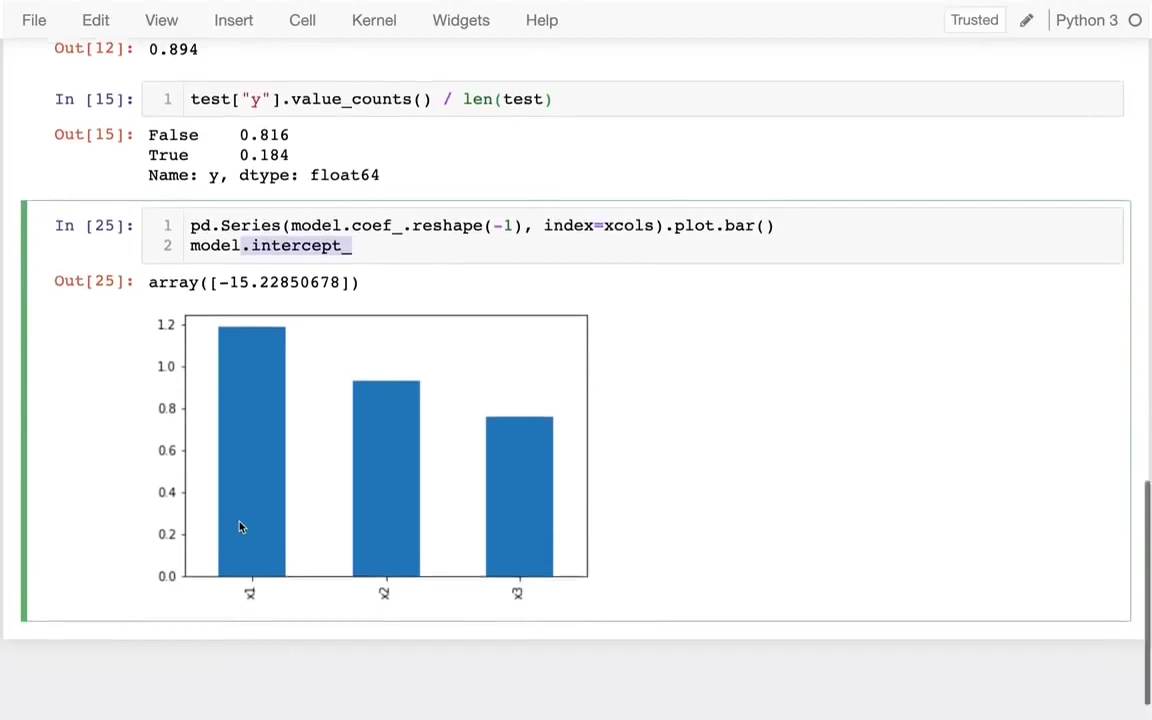 File Edit View Insert Cell Kernel Widgets Help Trusted Python 3
Out[12]: 0.894
In [15]: 1 test["y"].value_counts() / len(test)
Out[15]: False 0.816
True 0.184
Name: y, dtype: float64
In [25]: 1 pd.Series(model.coef_.reshape(-1), index=xcols).plot.bar()
2 model.intercept_
Out[25]: array([-15.22850678])
1.2
1.0
0.8
0.6
0.4
0.2
0.0
x1 x2 x3